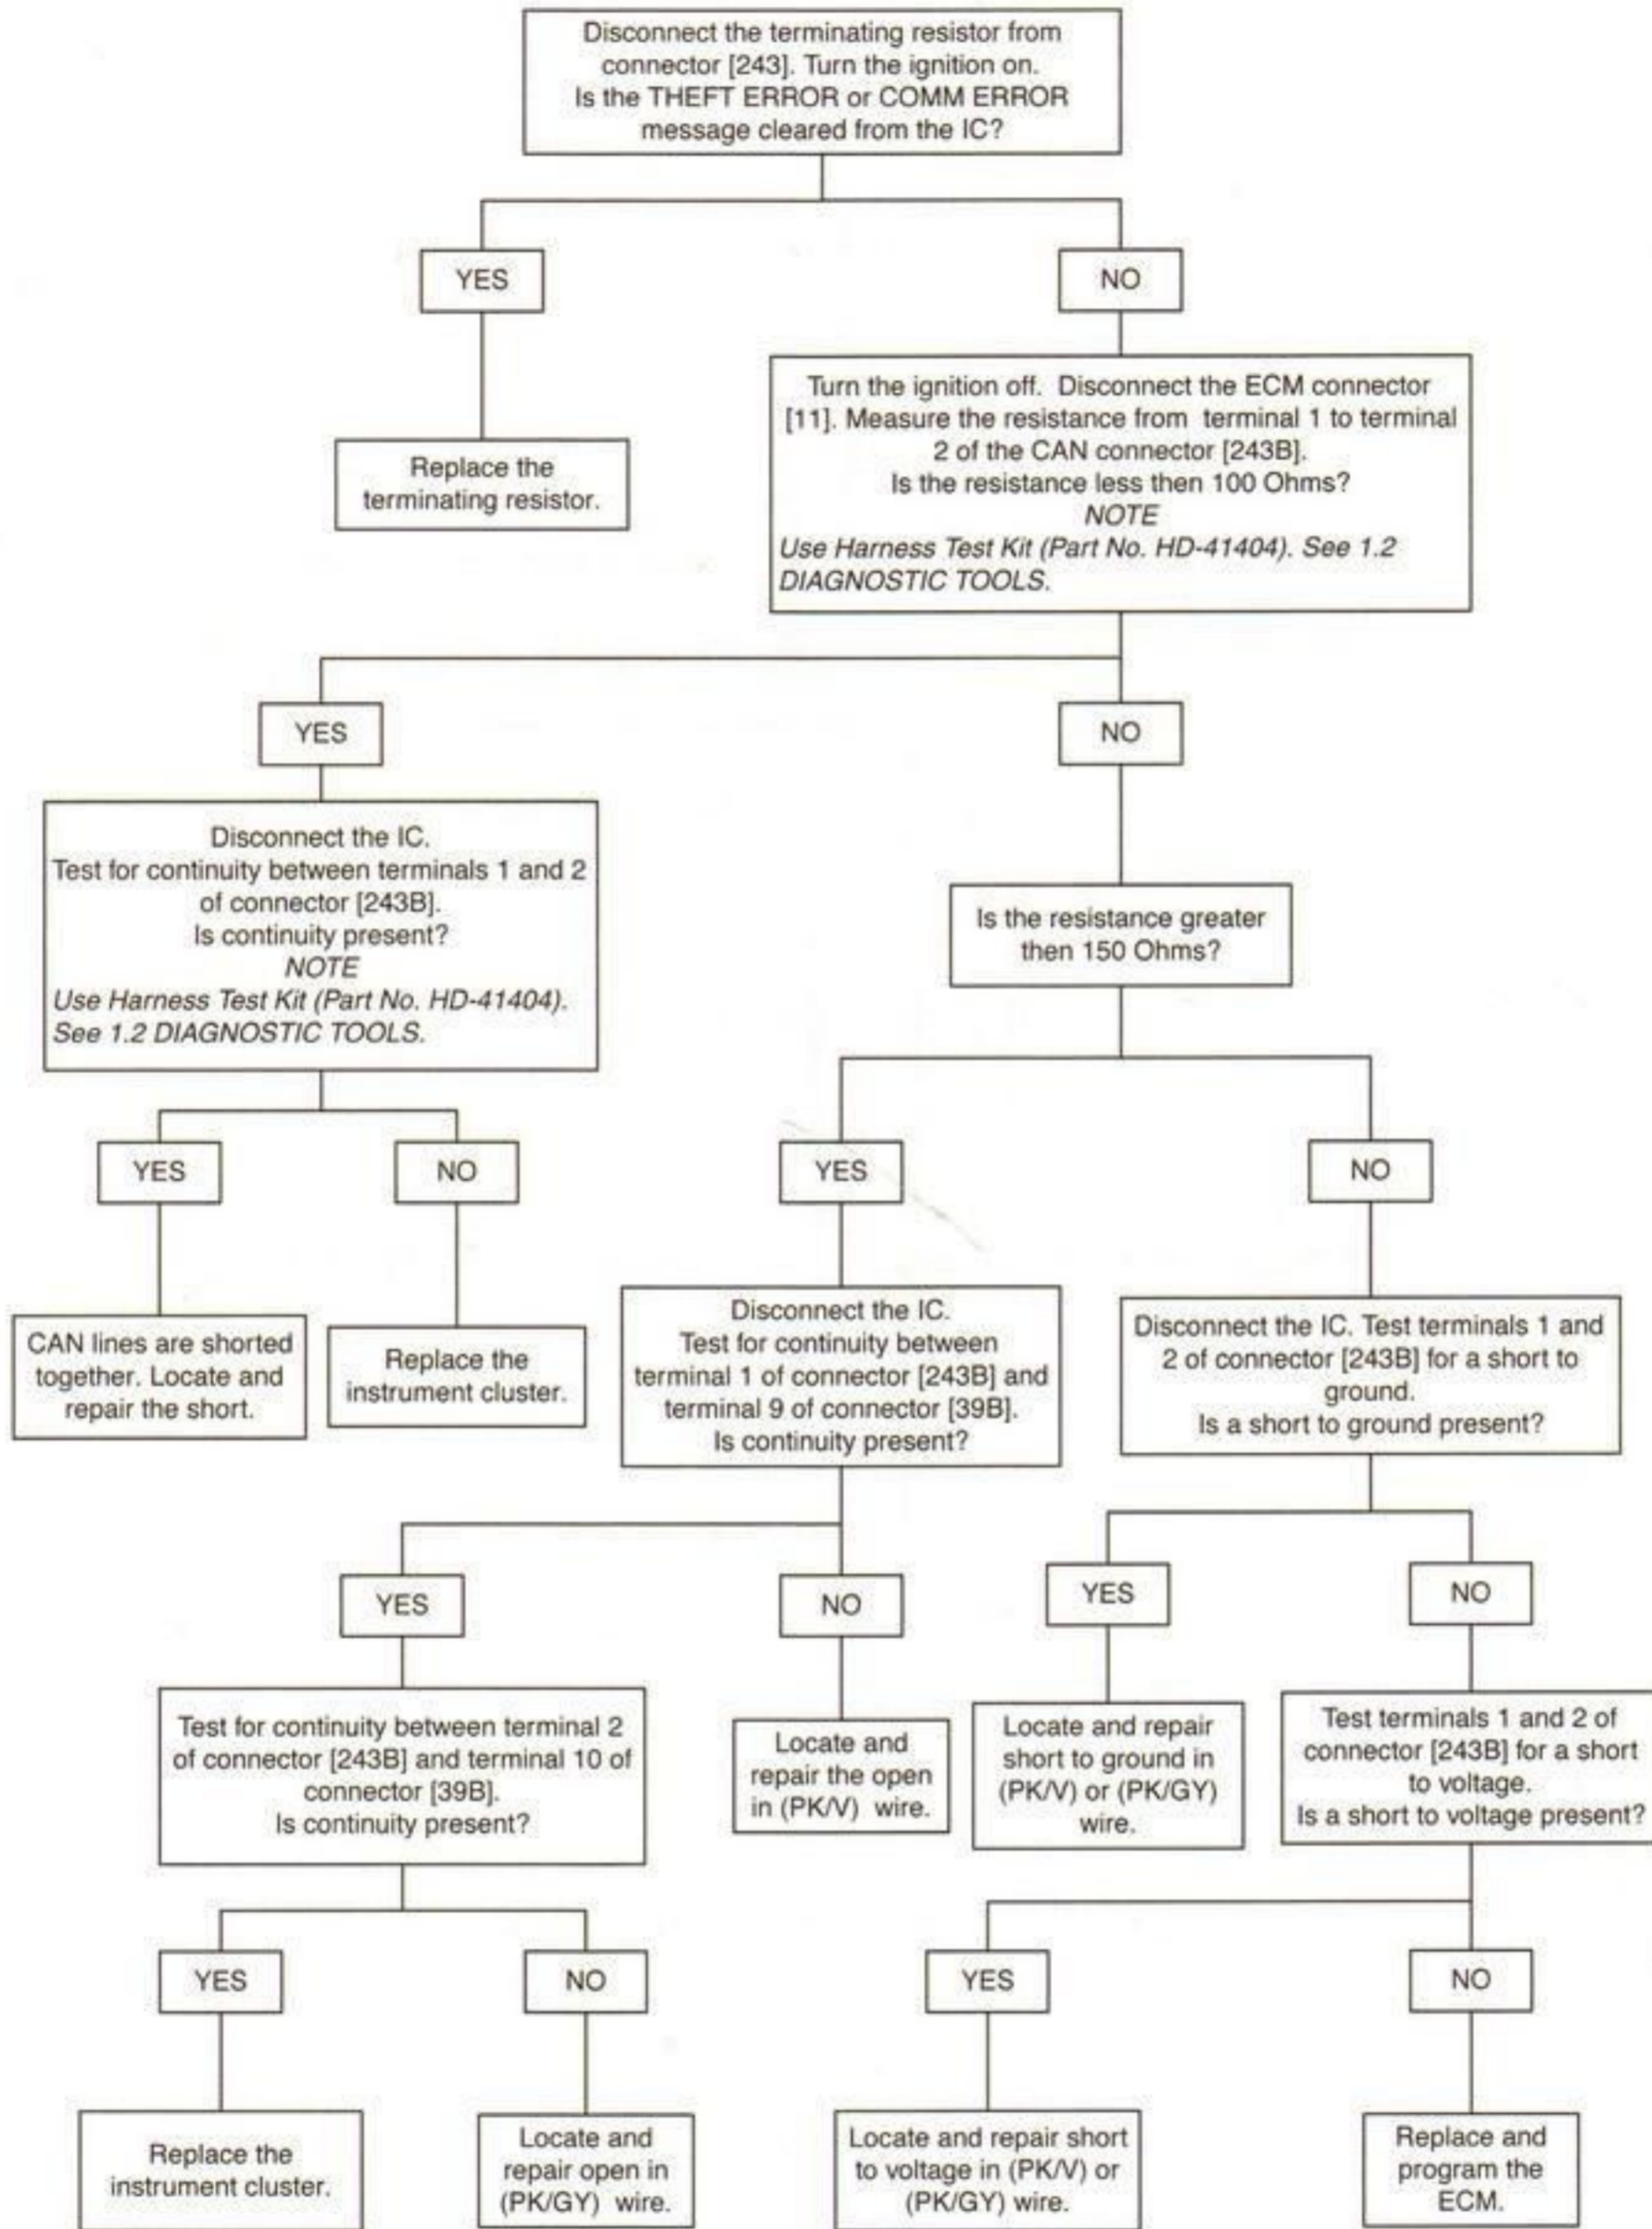 Disconnect the terminating resistor from
connector [243]. Turn the ignition on.
Is the THEFT ERROR or COMM ERROR
message cleared from the IC?
YES
NO
Replace the
terminating resistor.
Turn the ignition off. Disconnect the ECM connector
[11]. Measure the resistance from terminal 1 to terminal
2 of the CAN connector [243B].
Is the resistance less then 100 Ohms?
NOTE
Use Harness Test Kit (Part No. HD-41404). See 1.2
DIAGNOSTIC TOOLS.
YES
NO
Disconnect the IC.
Test for continuity between terminals 1 and 2
of connector [243B].
Is continuity present?
NOTE
Use Harness Test Kit (Part No. HD-41404).
See 1.2 DIAGNOSTIC TOOLS.
Is the resistance greater
then 150 Ohms?
YES
NO
YES
NO
CAN lines are shorted
together. Locate and
repair the short.
Replace the
instrument cluster.
Disconnect the IC.
Test for continuity between
terminal 1 of connector [243B] and
terminal 9 of connector [39B].
Is continuity present?
Disconnect the IC. Test terminals 1 and
2 of connector [243B] for a short to
ground.
Is a short to ground present?
YES
NO
YES
NO
Test for continuity between terminal 2
of connector [243B] and terminal 10 of
connector [39B].
Is continuity present?
Locate and
repair the open
in (PK/V) wire.
Locate and repair
short to ground in
(PK/V) or (PK/GY)
wire.
Test terminals 1 and 2 of
connector [243B] for a short
to voltage.
Is a short to voltage present?
YES
NO
YES
NO
Replace the
instrument cluster.
Locate and
repair open in
(PK/GY) wire.
Locate and repair short
to voltage in (PK/V) or
(PK/GY) wire.
Replace and
program the
ECM.